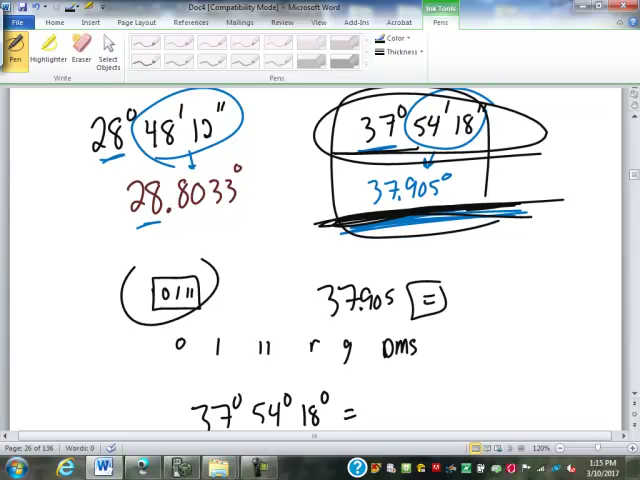 Doc4 (Compatibility Mode) - Microsoft Word
Ink Tools
File Home Insert Page Layout References Mailings Review View Add-Ins Acrobat Pens
Pen Highlighter Eraser Select Objects
Color
Thickness
Write Pens
28° 48' 12"
28.8033°
37° 54' 18"
37.905°
0 ı ıı
37.905 =
0 ı ıı r g DMS
37° 54° 18° =
Page: 26 of 136 Words: 0 120%
1:15 PM
3/10/2017